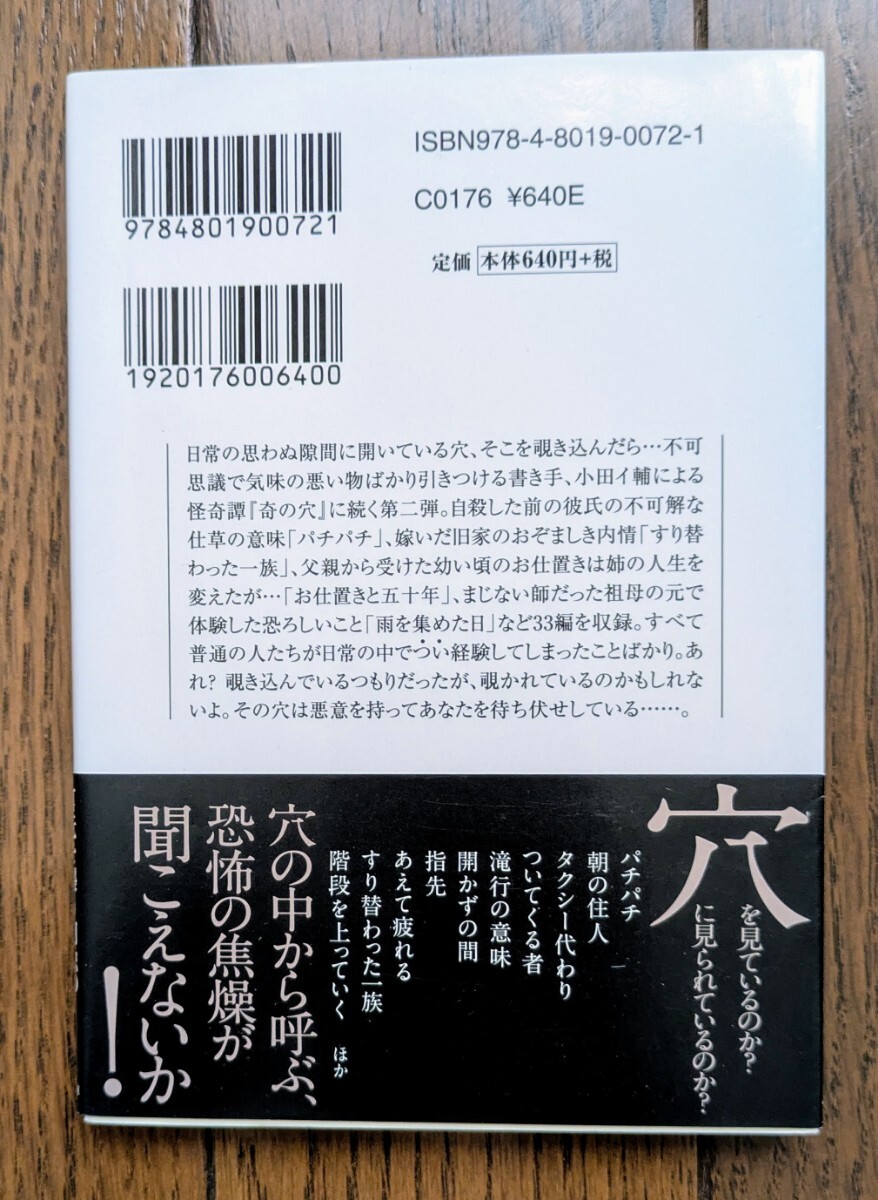 ISBN978-4-8019-0072-1
9784801900721
C0176 ¥640E
定価 本体640円+税
1920176006400
日常の思わぬ隙間に開いている穴、そこを覗き込んだら…不可
思議で気味の悪い物ばかり引きつける書き手、小田イ輔による
怪奇譚『奇の穴』に続く第二弾。自殺した前の彼氏の不可解な
仕草の意味「パチパチ」、嫁いだ旧家のおぞましき内情「すり替
わった一族」、父親から受けた幼い頃のお仕置きは姉の人生を
変えたが…「お仕置きと五十年」、まじない師だった祖母の元で
体験した恐ろしいこと「雨を集めた日」など33編を収録。すべて
普通の人たちが日常の中でつい経験してしまったことばかり。あ
れ? 覗き込んでいるつもりだったが、覗かれているのかもしれな
いよ。その穴は悪意を持ってあなたを待ち伏せしている……。
穴を見ているのか?
に見られているのか?
パチパチ
朝の住人
タクシー代わり
ついてくる者
滝行の意味
開かずの間
指先
あえて疲れる
すり替わった一族
階段を上っていく ほか
穴の中から呼ぶ、
恐怖の焦燥が
聞こえないか!